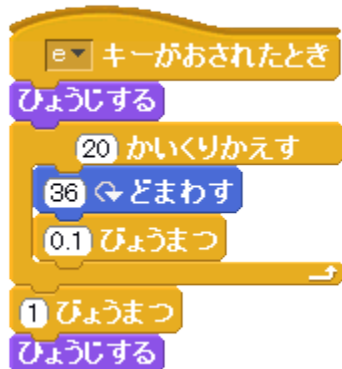 e キーがおされたとき
ひょうじする
20 かいくりかえす
36 どまわす
0.1 びょうまつ
1 びょうまつ
ひょうじする